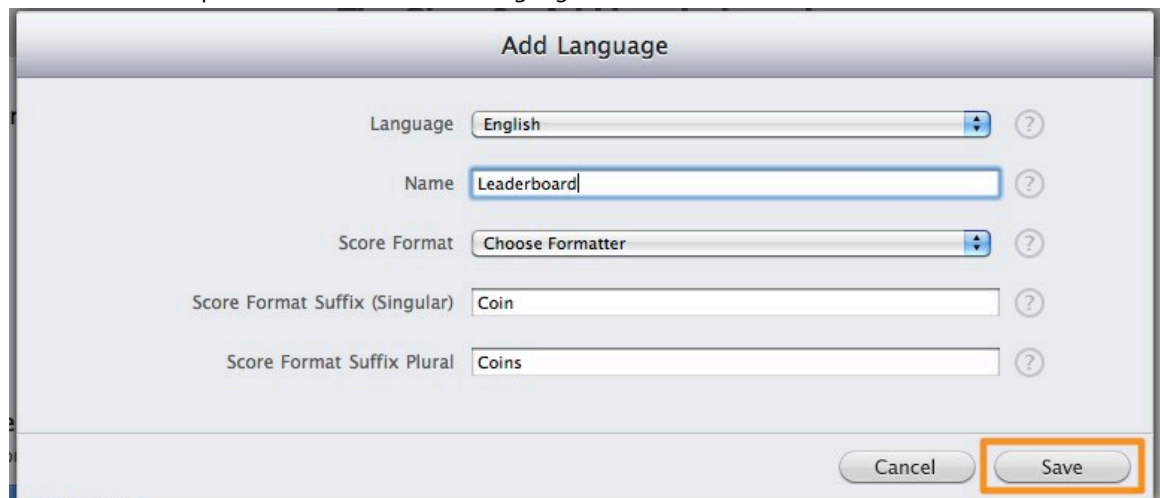 Add Language
Language English ?
Name Leaderboard ?
Score Format Choose Formatter ?
Score Format Suffix (Singular) Coin ?
Score Format Suffix Plural Coins ?
Cancel Save